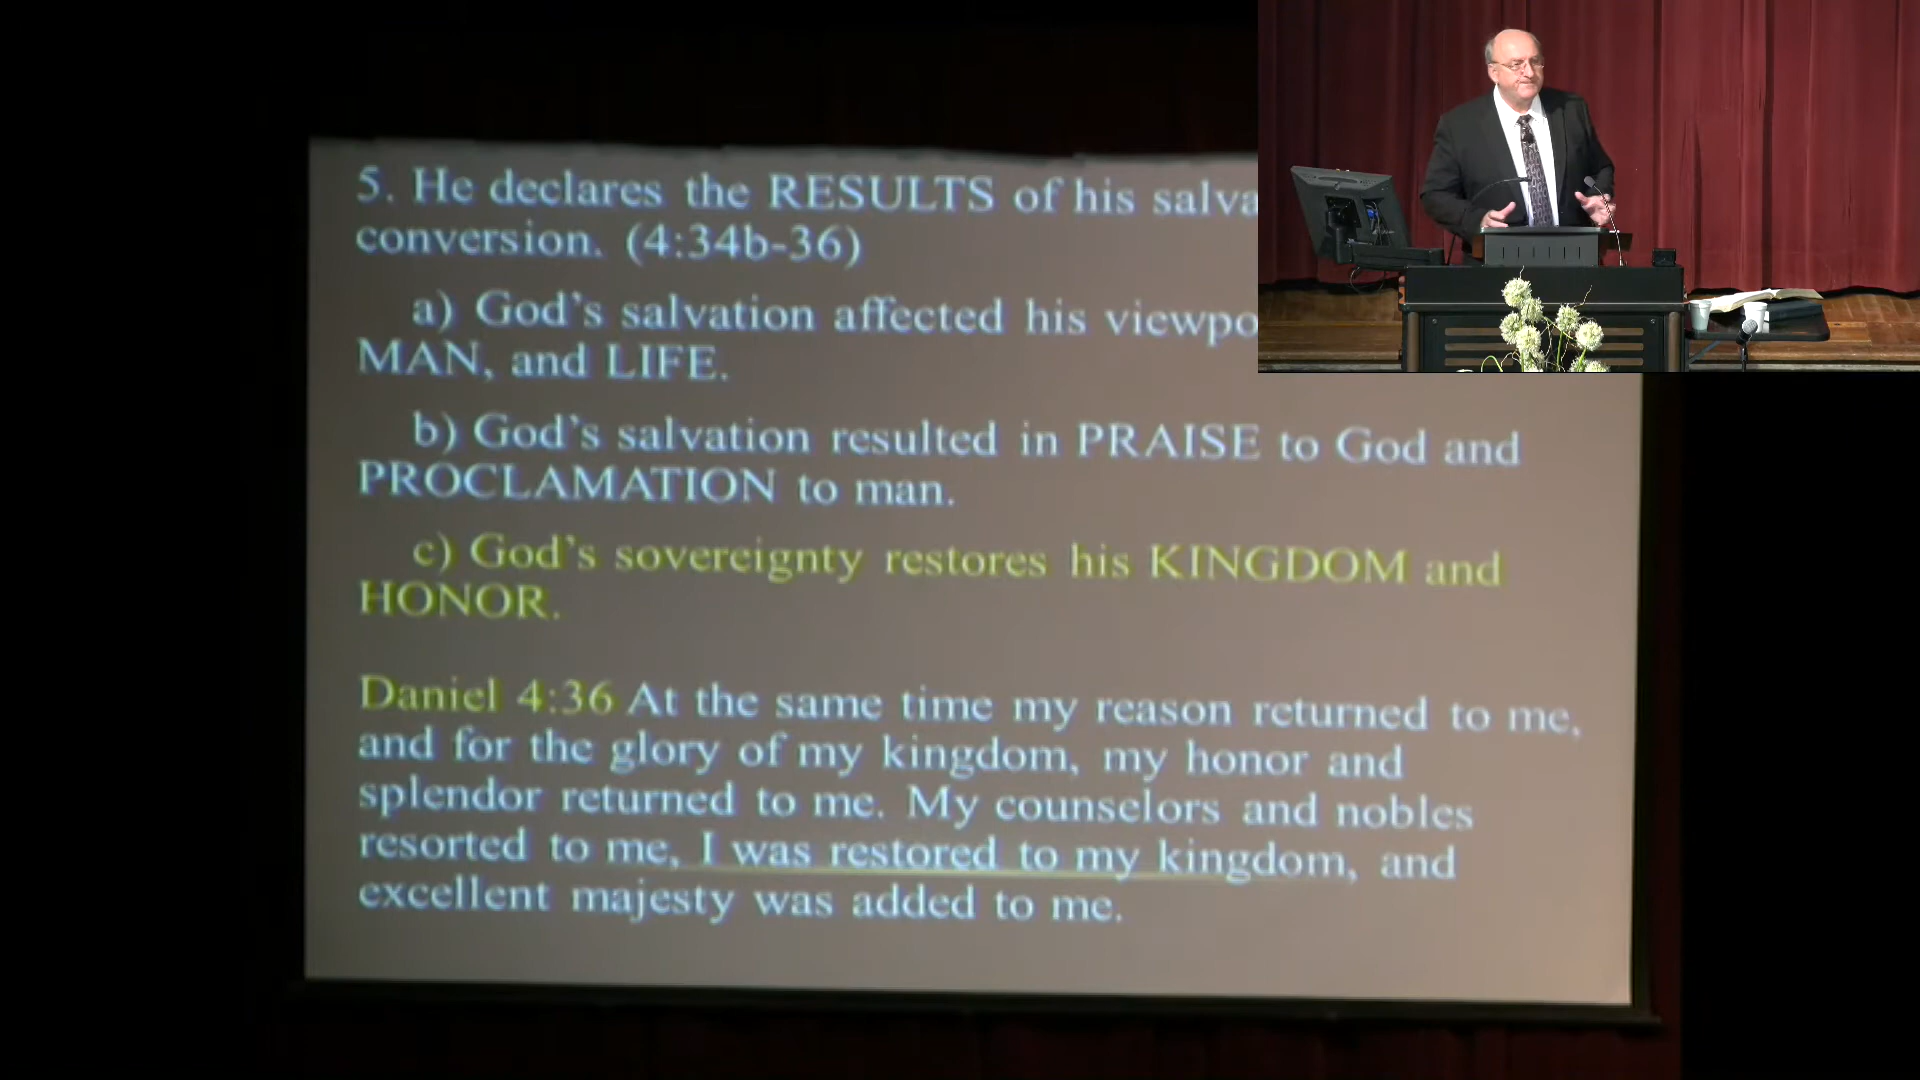 5. He declares the RESULTS of his
conversion. (4:34b-36)
a) God's salvation affected his
MAN, and LIFE.
b) God's salvation resulted in PRAISE to God and
PROCLAMATION to man.
c) God's sovereignty restores his KINGDOM and
HONOR.
Daniel 4:36 At the same time my reason returned to me,
and for the glory of my kingdom, my honor and
splendor returned to me. My counselors and nobles
resorted to me, I was restored to my kingdom, and
excellent majesty was added to me.